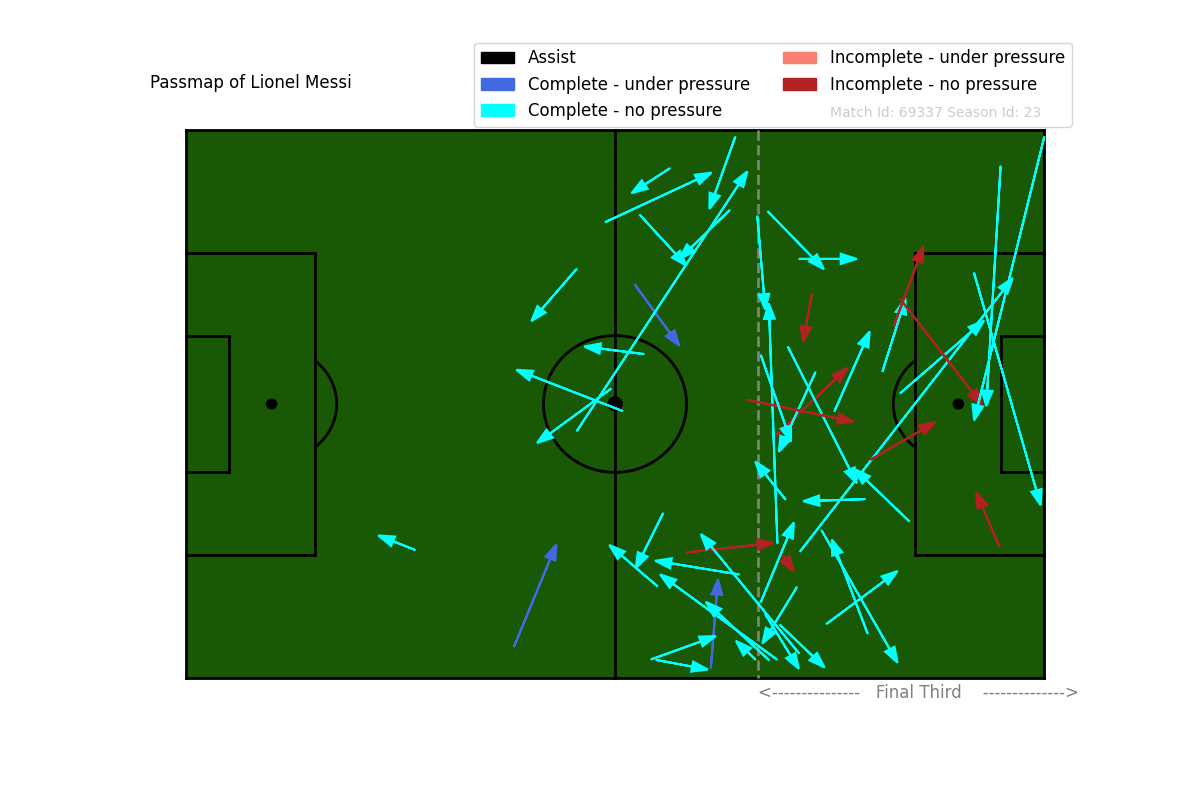 Passmap of Lionel Messi
Assist
Complete - under pressure
Complete - no pressure
Incomplete - under pressure
Incomplete - no pressure
Match Id: 69337 Season Id: 23
<--------------- Final Third -------------->